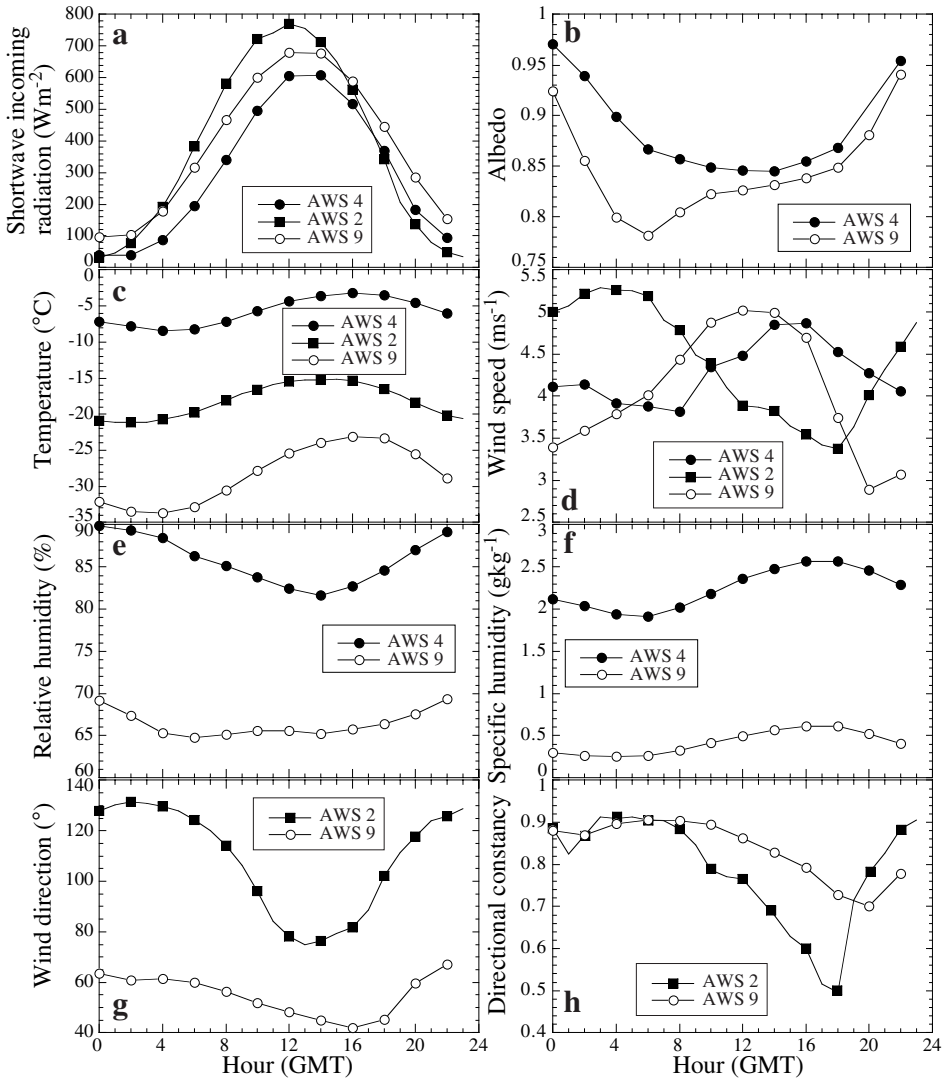 a
Shortwave incoming
radiation (Wm-2)
800
700
600
500
400
300
200
100
0
AWS 4
AWS 2
AWS 9
b
Albedo
0.95
0.9
0.85
0.8
0.75
AWS 4
AWS 9
c
Temperature (°C)
0
-5
-10
-15
-20
-25
-30
-35
AWS 4
AWS 2
AWS 9
d
Wind speed (ms-1)
5.5
5
4.5
4
3.5
3
2.5
AWS 4
AWS 2
AWS 9
e
Relative humidity (%)
90
85
80
75
70
65
60
AWS 4
AWS 9
f
Specific humidity (gkg-1)
3
2.5
2
1.5
1
0.5
0
AWS 4
AWS 9
g
Wind direction (°)
140
120
100
80
60
40
AWS 2
AWS 9
0 4 8 12 16 20 24
Hour (GMT)
h
Directional constancy
1
0.9
0.8
0.7
0.6
0.5
0.4
AWS 2
AWS 9
0 4 8 12 16 20 24
Hour (GMT)